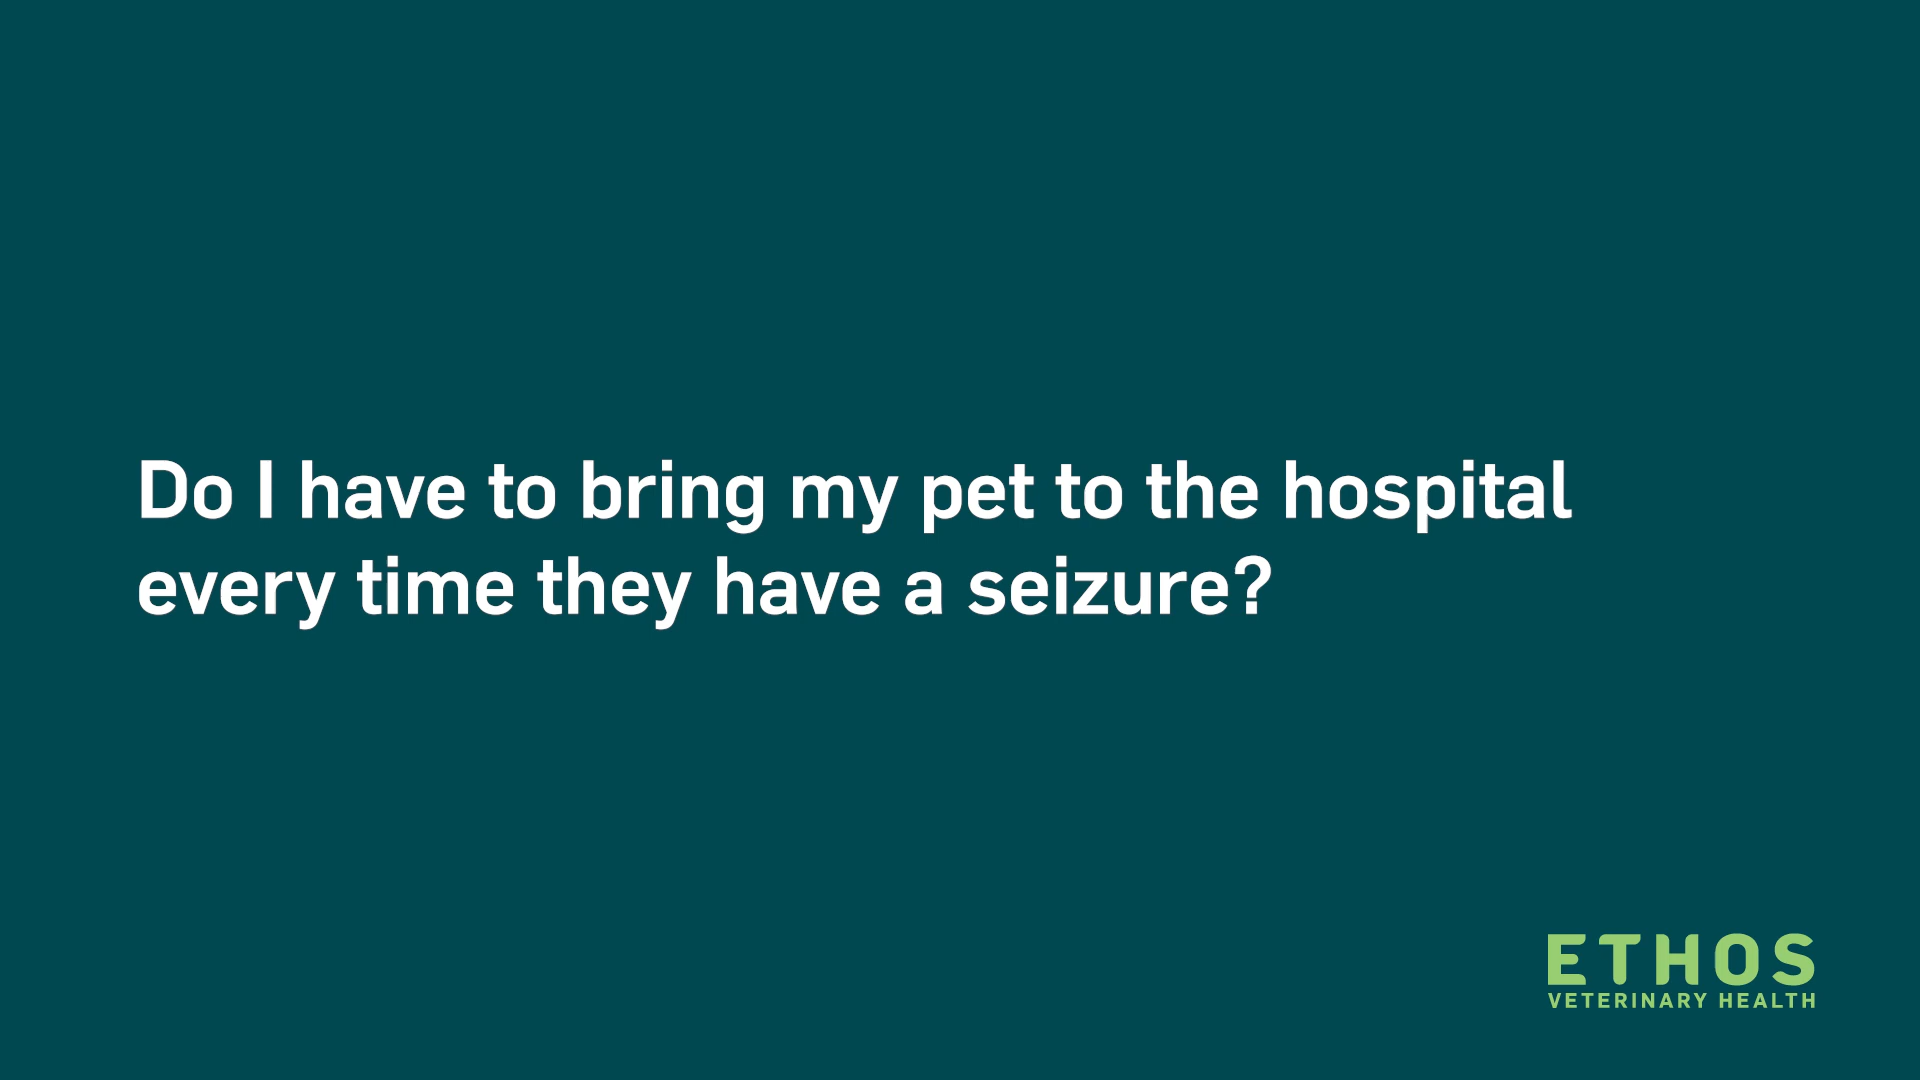 Do I have to bring my pet to the hospital
every time they have a seizure?
ETHOS
VETERINARY HEALTH